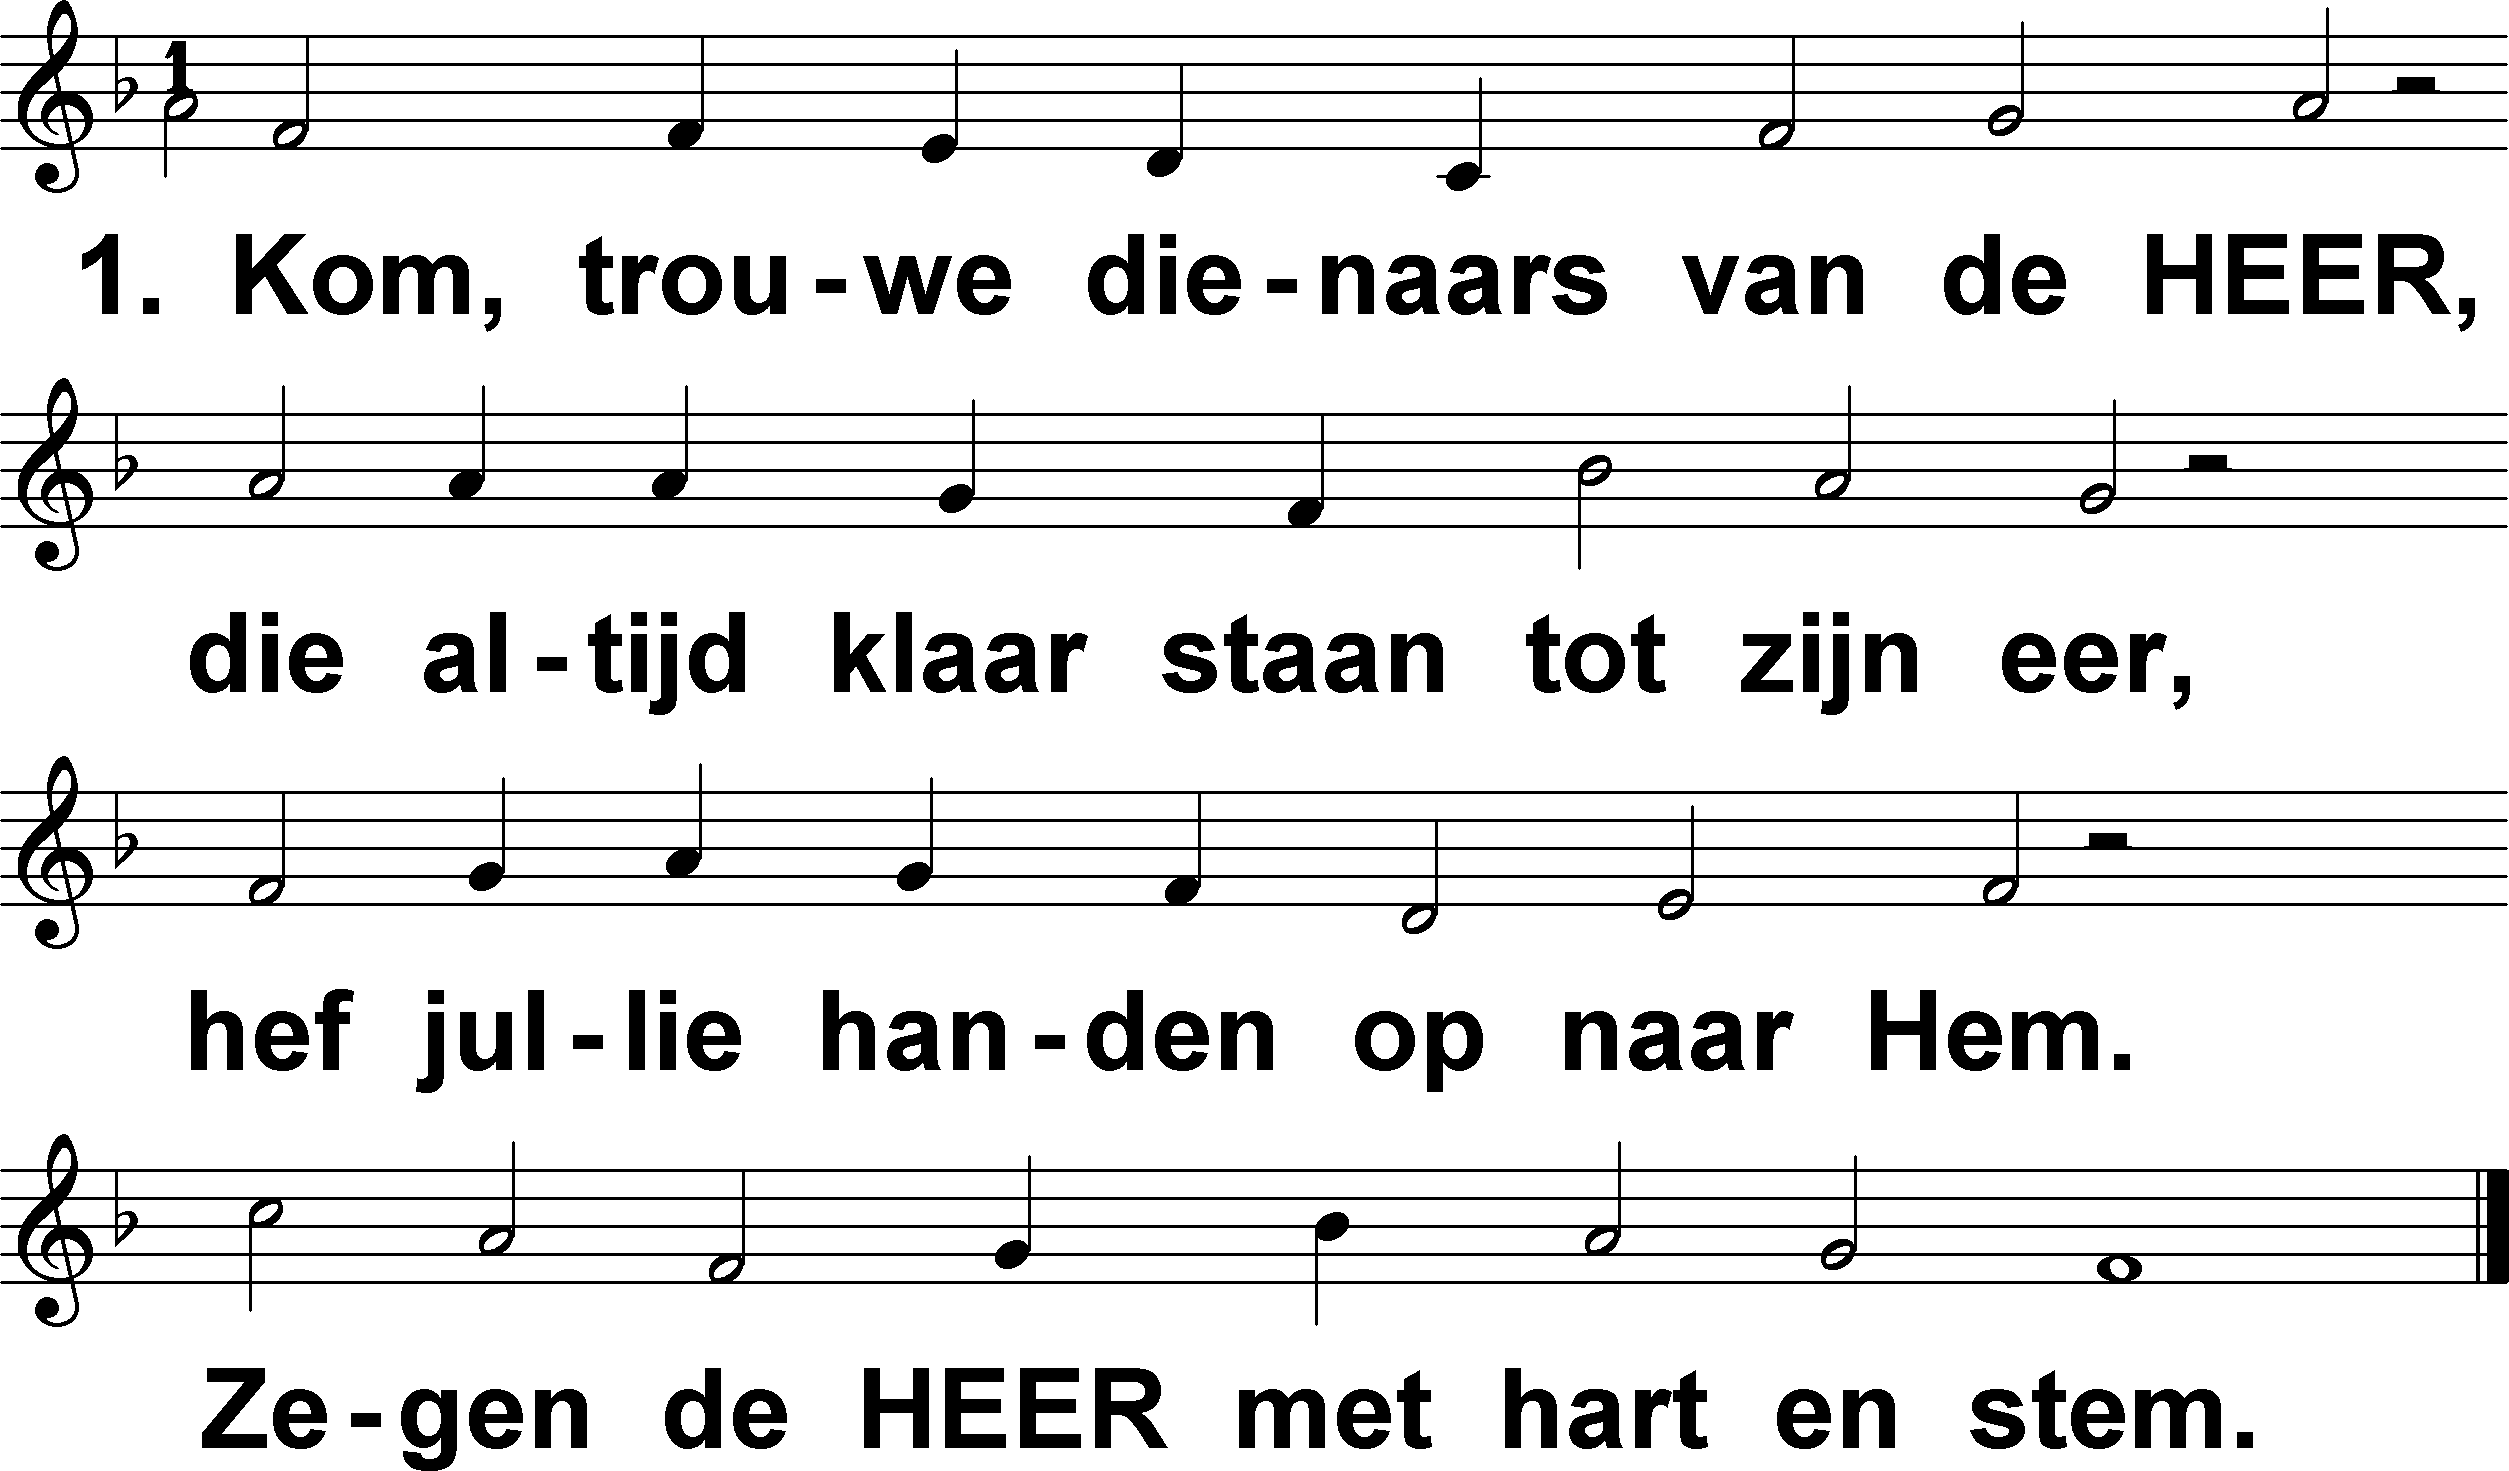 1. Kom, trou-we die-naars van de HEER,
die al-tijd klaar staan tot zijn eer,
hef jul-lie han-den op naar Hem.
Ze-gen de HEER met hart en stem.